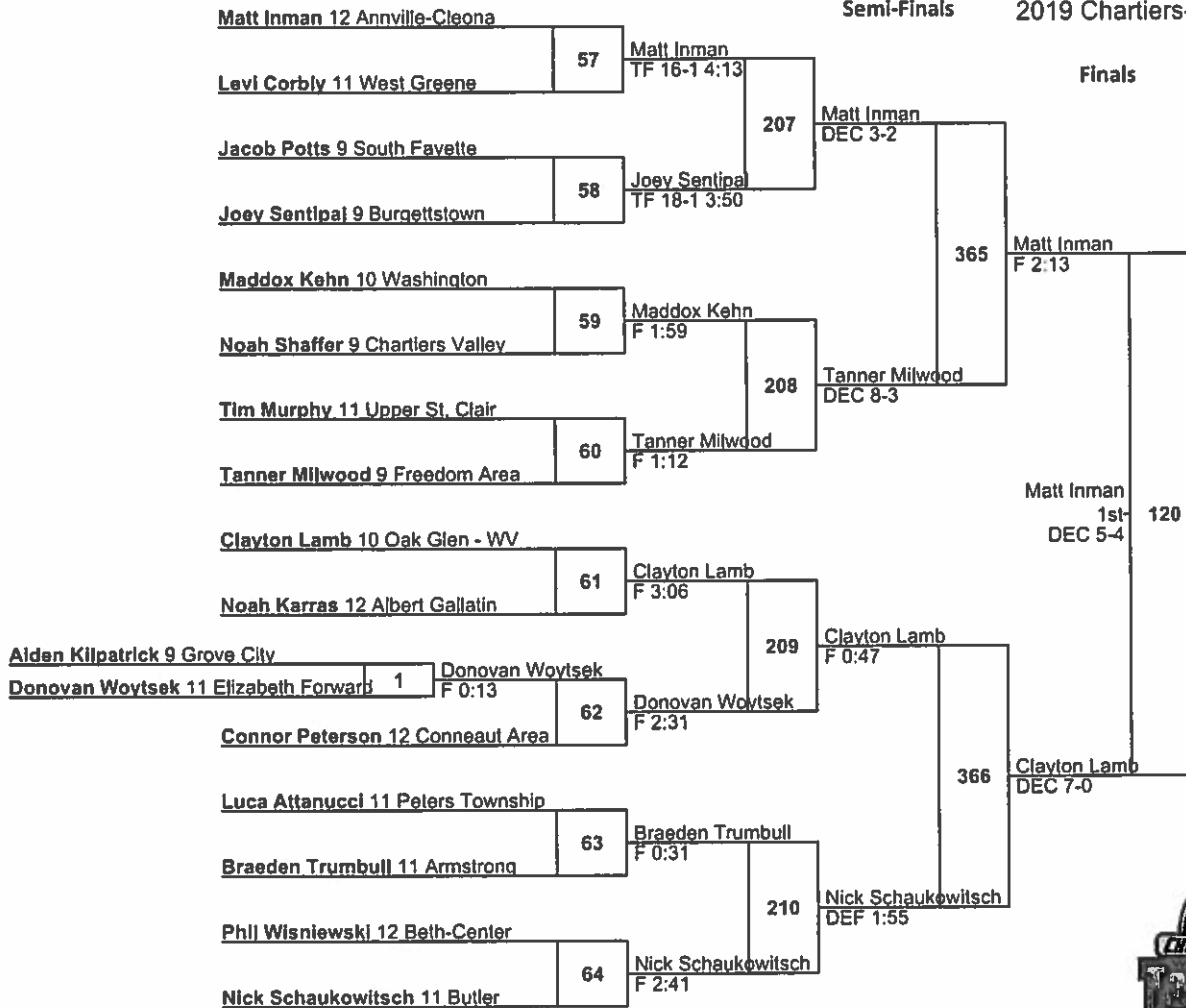 Semi-Finals
2019 Chartiers-
Finals
Matt Inman 12 Annville-Cleona
57
Matt Inman
TF 16-1 4:13
Levi Corbly 11 West Greene
207
Matt Inman
DEC 3-2
Jacob Potts 9 South Fayette
58
Joey Sentipal
TF 18-1 3:50
Joey Sentipal 9 Burgettstown
365
Matt Inman
F 2:13
Maddox Kehn 10 Washington
59
Maddox Kehn
F 1:59
Noah Shaffer 9 Chartiers Valley
208
Tanner Milwood
DEC 8-3
Tim Murphy 11 Upper St. Clair
60
Tanner Milwood
F 1:12
Tanner Milwood 9 Freedom Area
Matt Inman
1st
DEC 5-4
120
Clayton Lamb 10 Oak Glen - WV
61
Clayton Lamb
F 3:06
Noah Karras 12 Albert Gallatin
209
Clayton Lamb
F 0:47
Aiden Kilpatrick 9 Grove City
Donovan Woytsek 11 Elizabeth Forward
1
Donovan Woytsek
F 0:13
62
Donovan Woytsek
F 2:31
Connor Peterson 12 Conneaut Area
366
Clayton Lamb
DEC 7-0
Luca Attanucci 11 Peters Township
63
Braeden Trumbull
F 0:31
Braeden Trumbull 11 Armstrong
210
Nick Schaukowitsch
DEF 1:55
Phil Wisniewski 12 Beth-Center
64
Nick Schaukowitsch
F 2:41
Nick Schaukowitsch 11 Butler